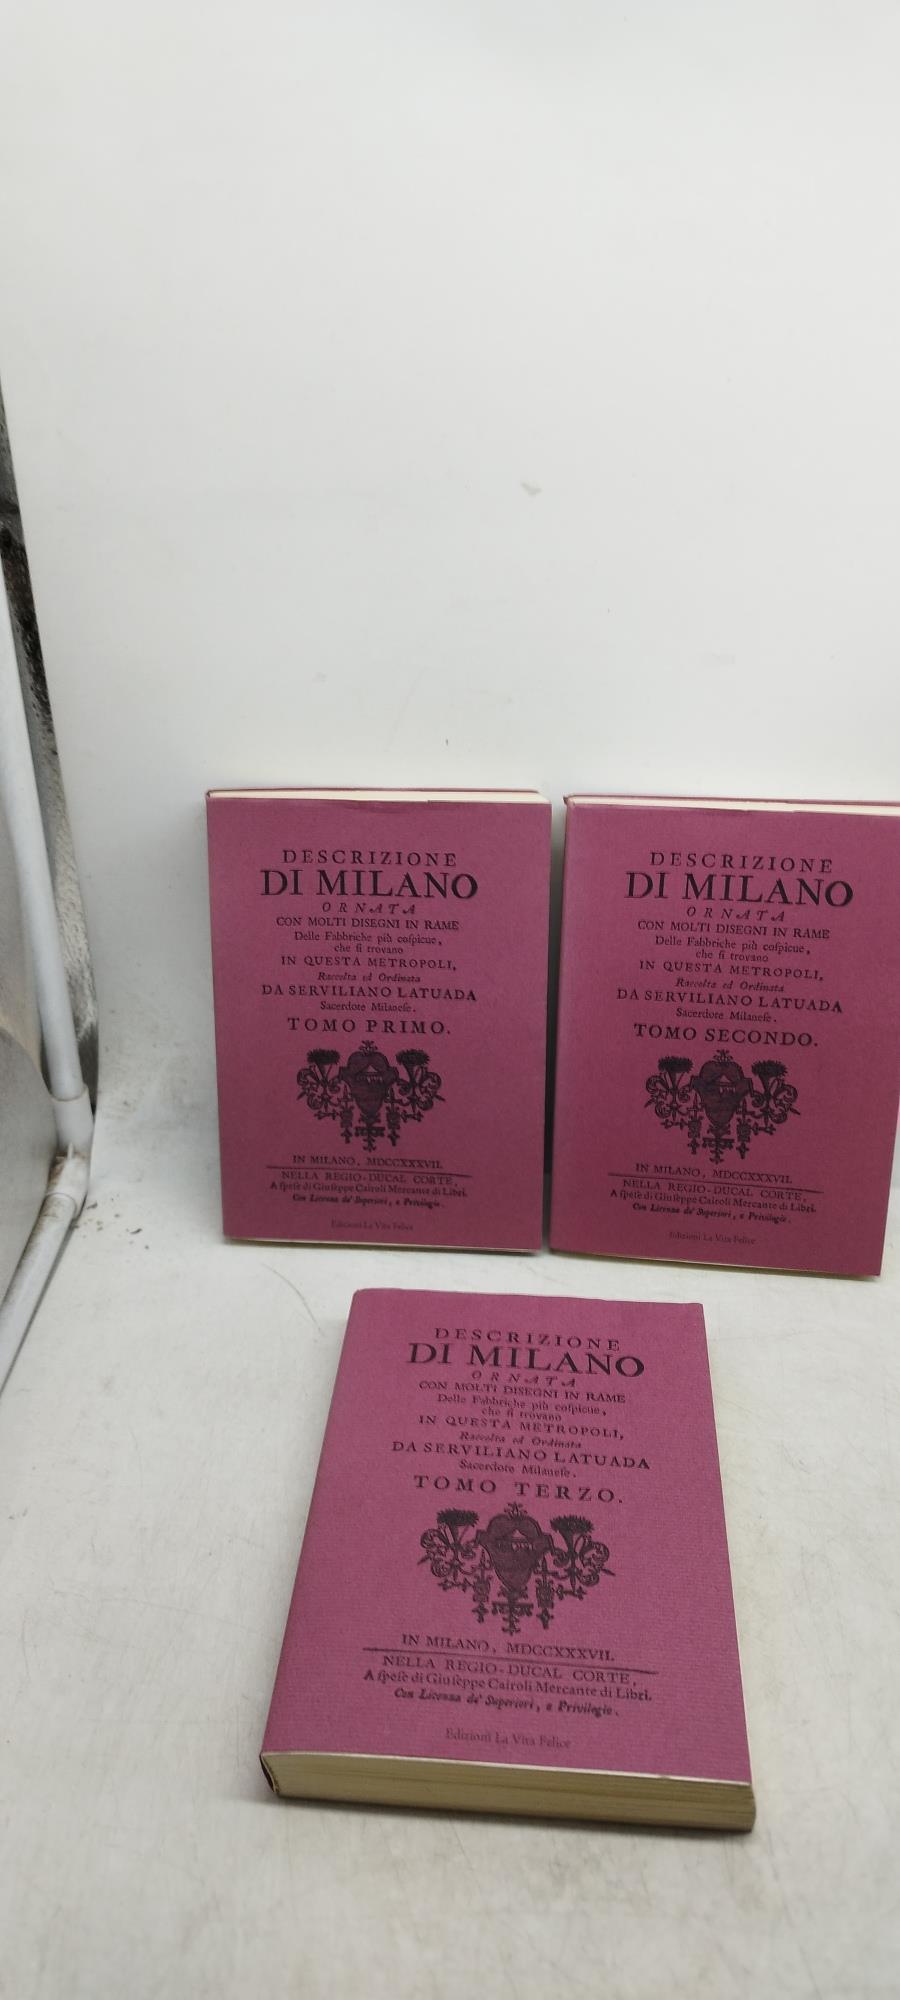 DESCRIZIONE
DI MILANO
ORNATA
CON MOLTI DISEGNI IN RAME
Delle Fabbriche più coſpicue,
che ſi trovano
IN QUESTA METROPOLI,
Raccolta ed Ordinata
DA SERVILIANO LATUADA
Sacerdote Milaneſe.
TOMO PRIMO.
IN MILANO, MDCCXXXVII.
NELLA REGIO-DUCAL CORTE,
A ſpeſe di Giuſeppe Cairoli Mercante di Libri.
Con Licenza de' Superiori, e Privilegio.
Edizioni La Vita Felice
DESCRIZIONE
DI MILANO
ORNATA
CON MOLTI DISEGNI IN RAME
Delle Fabbriche più coſpicue,
che ſi trovano
IN QUESTA METROPOLI,
Raccolta ed Ordinata
DA SERVILIANO LATUADA
Sacerdote Milaneſe.
TOMO SECONDO.
IN MILANO, MDCCXXXVII.
NELLA REGIO-DUCAL CORTE,
A ſpeſe di Giuſeppe Cairoli Mercante di Libri.
Con Licenza de' Superiori, e Privilegio.
Edizioni La Vita Felice
DESCRIZIONE
DI MILANO
ORNATA
CON MOLTI DISEGNI IN RAME
Delle Fabbriche più coſpicue,
che ſi trovano
IN QUESTA METROPOLI,
Raccolta ed Ordinata
DA SERVILIANO LATUADA
Sacerdote Milaneſe.
TOMO TERZO.
IN MILANO, MDCCXXXVII.
NELLA REGIO-DUCAL CORTE,
A ſpeſe di Giuſeppe Cairoli Mercante di Libri.
Con Licenza de' Superiori, e Privilegio.
Edizioni La Vita Felice